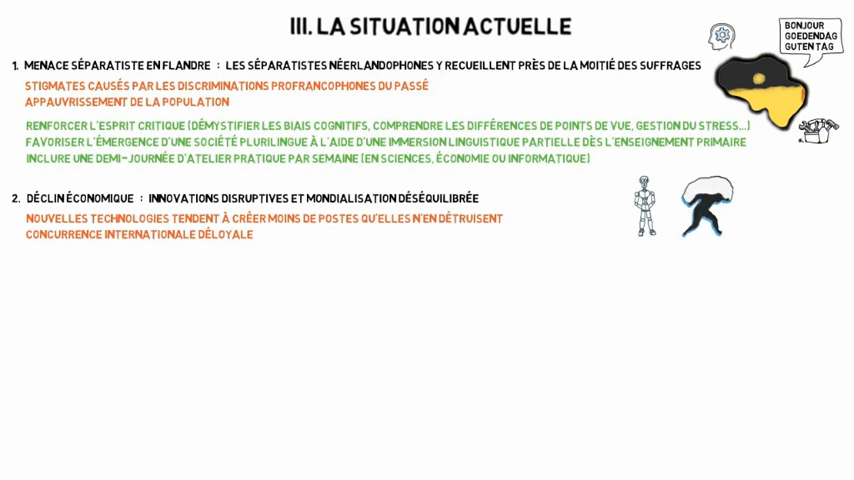 III. LA SITUATION ACTUELLE
BONJOUR
GOEDENDAG
GUTEN TAG
1. MENACE SÉPARATISTE EN FLANDRE : LES SÉPARATISTES NÉERLANDOPHONES Y RECUEILLENT PRÈS DE LA MOITIÉ DES SUFFRAGES
STIGMATES CAUSÉS PAR LES DISCRIMINATIONS PROFRANCOPHONES DU PASSÉ
APPAUVRISSEMENT DE LA POPULATION
RENFORCER L'ESPRIT CRITIQUE (DÉMYSTIFIER LES BIAIS COGNITIFS, COMPRENDRE LES DIFFÉRENCES DE POINTS DE VUE, GESTION DU STRESS...)
FAVORISER L'ÉMERGENCE D'UNE SOCIÉTÉ PLURILINGUE À L'AIDE D'UNE IMMERSION LINGUISTIQUE PARTIELLE DÈS L'ENSEIGNEMENT PRIMAIRE
INCLURE UNE DEMI-JOURNÉE D'ATELIER PRATIQUE PAR SEMAINE (EN SCIENCES, ÉCONOMIE OU INFORMATIQUE)
2. DÉCLIN ÉCONOMIQUE : INNOVATIONS DISRUPTIVES ET MONDIALISATION DÉSÉQUILIBRÉE
NOUVELLES TECHNOLOGIES TENDENT À CRÉER MOINS DE POSTES QU'ELLES N'EN DÉTRUISENT
CONCURRENCE INTERNATIONALE DÉLOYALE